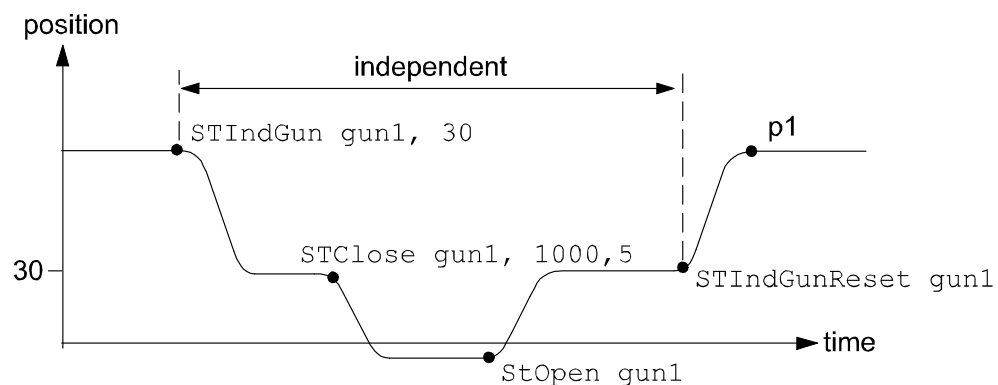 position
independent
STIndGun gun1, 30
p1
STClose gun1, 1000,5
30
STIndGunReset gun1
time
StOpen gun1